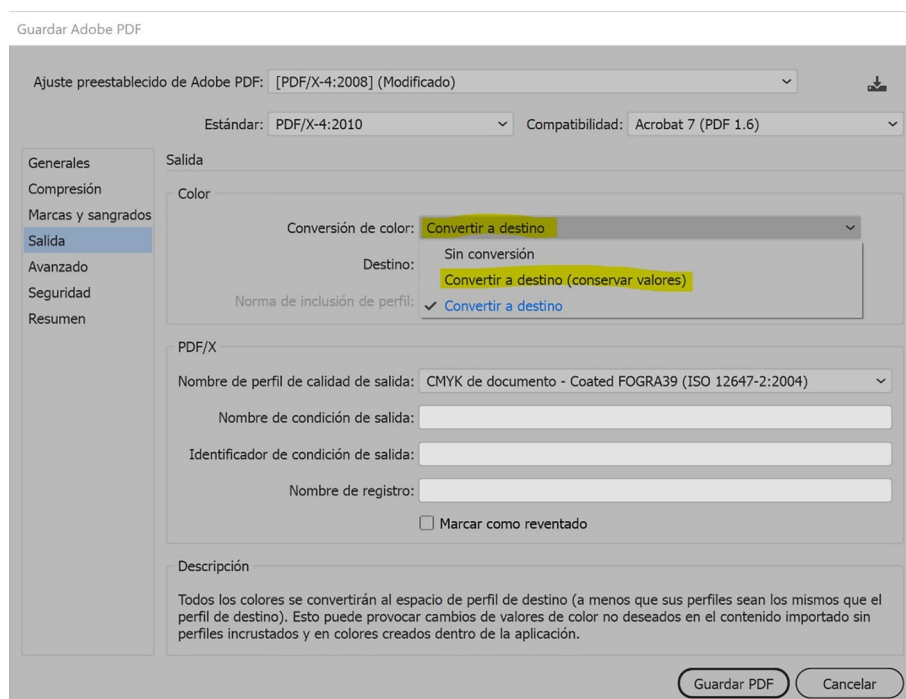 Guardar Adobe PDF
Ajuste preestablecido de Adobe PDF: [PDF/X-4:2008] (Modificado)
Estándar: PDF/X-4:2010 Compatibilidad: Acrobat 7 (PDF 1.6)
Generales
Compresión
Marcas y sangrados
Salida
Avanzado
Seguridad
Resumen
Salida
Color
Conversión de color: Convertir a destino
Sin conversión
Destino:
Convertir a destino (conservar valores)
Norma de inclusión de perfil:
Convertir a destino
PDF/X
Nombre de perfil de calidad de salida: CMYK de documento - Coated FOGRA39 (ISO 12647-2:2004)
Nombre de condición de salida:
Identificador de condición de salida:
Nombre de registro:
Marcar como reventado
Descripción
Todos los colores se convertirán al espacio de perfil de destino (a menos que sus perfiles sean los mismos que el
perfil de destino). Esto puede provocar cambios de valores de color no deseados en el contenido importado sin
perfiles incrustados y en colores creados dentro de la aplicación.
Guardar PDF
Cancelar